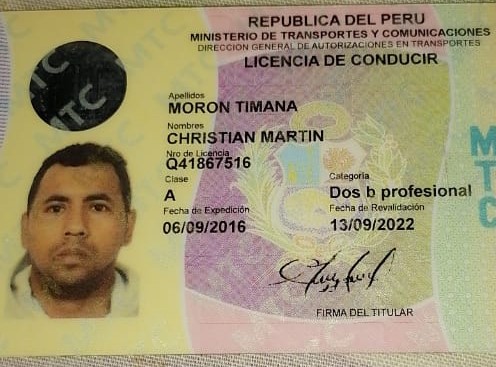 REPUBLICA DEL PERU
MINISTERIO DE TRANSPORTES Y COMUNICACIONES
DIRECCION GENERAL DE AUTORIZACIONES EN TRANSPORTES
LICENCIA DE CONDUCIR
Apellidos
MORON TIMANA
Nombres
CHRISTIAN MARTIN
Nro de Licencia
Q41867516
Clase Categoria
A Dos b profesional
Fecha de Expedición Fecha de Revalidación
06/09/2016 13/09/2022
FIRMA DEL TITULAR
MTC
MTC
MTC
M
T
C